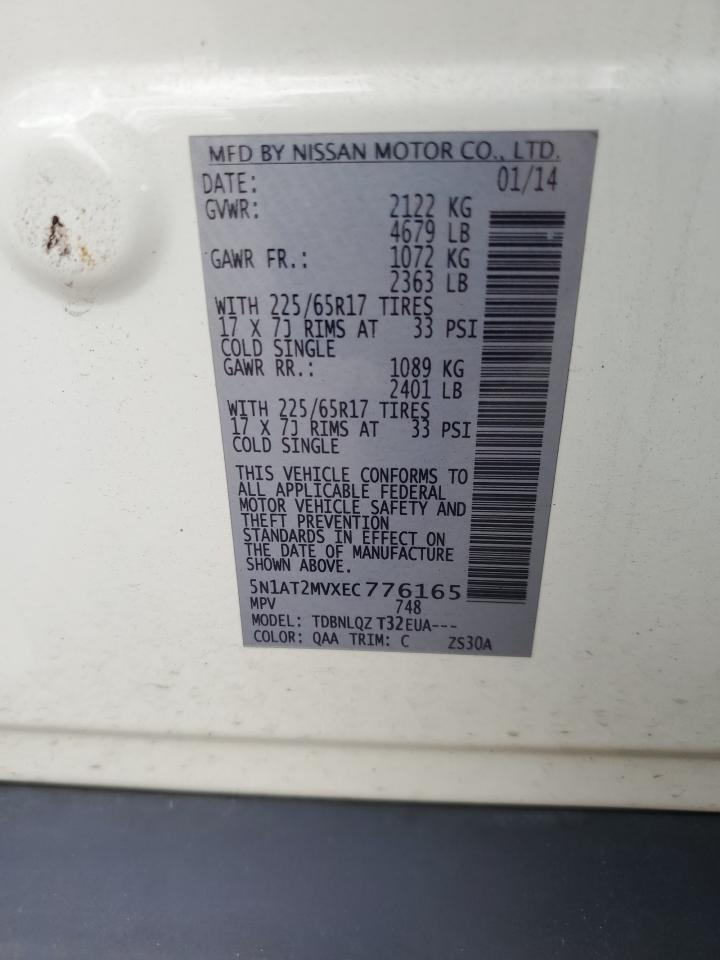 MFD BY NISSAN MOTOR CO., LTD.
DATE: 01/14
GVWR: 2122 KG
4679 LB
GAWR FR.: 1072 KG
2363 LB
WITH 225/65R17 TIRES
17 X 7J RIMS AT 33 PSI
COLD SINGLE
GAWR RR.: 1089 KG
2401 LB
WITH 225/65R17 TIRES
17 X 7J RIMS AT 33 PSI
COLD SINGLE
THIS VEHICLE CONFORMS TO
ALL APPLICABLE FEDERAL
MOTOR VEHICLE SAFETY AND
THEFT PREVENTION
STANDARDS IN EFFECT ON
THE DATE OF MANUFACTURE
SHOWN ABOVE.
5N1AT2MVXEC776165
MPV 748
MODEL: TDBNLQZ T32EUA---
COLOR: QAA TRIM: C ZS30A